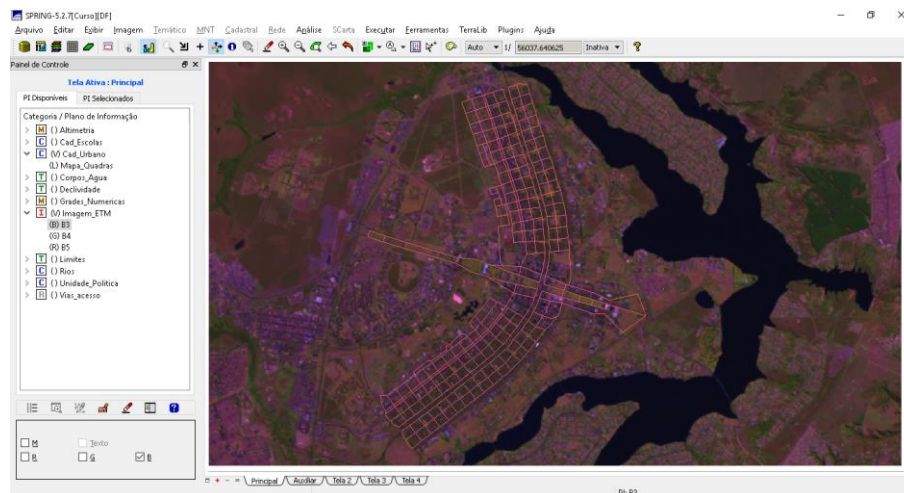 SPRING-5.2.7[Curso][DF]
Arquivo Editar Exibir Imagem Temático MNT Cadastral Rede Análise SCarta Executar Ferramentas TerraLib Plugins Ajuda
Auto 1/ 56037.640625 Inativa
Painel de Controle
Tela Ativa : Principal
PI Disponíveis PI Selecionados
Categoria / Plano de Informação
M () Altimetria
C () Cad_Escolas
C (V) Cad_Urbano
(L) Mapa_Quadras
T () Corpos_Agua
T () Declividade
M () Grades_Numericas
I (V) Imagem_ETM
(B) B3
(G) B4
(R) B5
T () Limites
C () Rios
C () Unidade_Politica
R () Vias_acesso
M Texto
R G B
Principal Auxiliar Tela 2 Tela 3 Tela 4